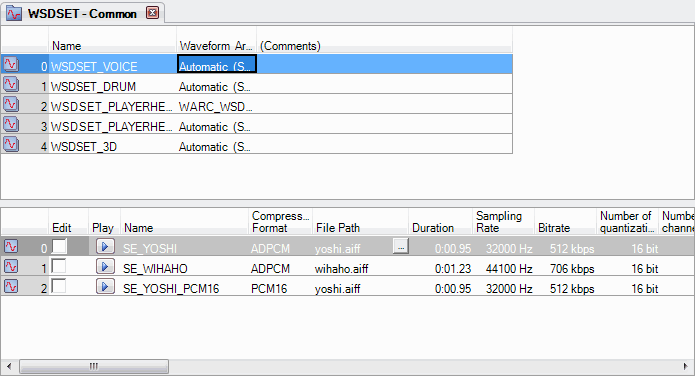 WSDSET - Common
Name Waveform Ar... (Comments)
0 WSDSET_VOICE Automatic (S...
1 WSDSET_DRUM Automatic (S...
2 WSDSET_PLAYERHE... WARC_WSD...
3 WSDSET_PLAYERHE... Automatic (S...
4 WSDSET_3D Automatic (S...
Compress... Sampling Number of Number
Edit Play Name Format File Path Duration Rate Bitrate quantizati... channe
0 SE_YOSHI ADPCM yoshi.aiff ... 0:00.95 32000 Hz 512 kbps 16 bit
1 SE_WIHAHO ADPCM wihaho.aiff 0:01.23 44100 Hz 706 kbps 16 bit
2 SE_YOSHI_PCM16 PCM16 yoshi.aiff 0:00.95 32000 Hz 512 kbps 16 bit